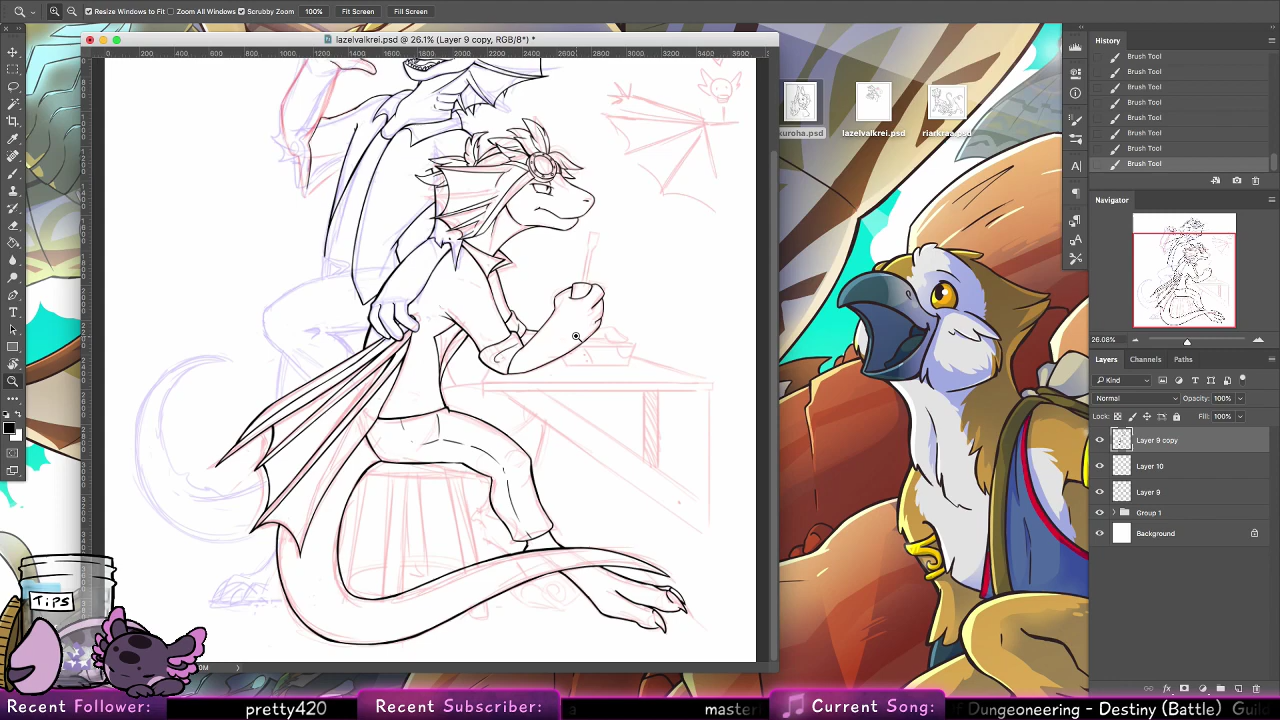 Resize Windows to Fit
Zoom All Windows
Scrubby Zoom
100%
Fit Screen
Fill Screen
lazelvalkrei.psd @ 26.1% (Layer 9 copy, RGB/8*) *
kuroha.psd
lazelvalkrei.psd
riarkraa.psd
History
Brush Tool
Brush Tool
Brush Tool
Brush Tool
Brush Tool
Brush Tool
Brush Tool
Brush Tool
Navigator
26.08%
Layers
Channels
Paths
Kind
Normal
Opacity: 100%
Lock:
Fill: 100%
Layer 9 copy
Layer 10
Layer 9
Group 1
Background
TiPs
Recent Follower:
pretty420
Recent Subscriber:
masteri
Current Song:
f Dungeoneering - Destiny (Battle) Guild